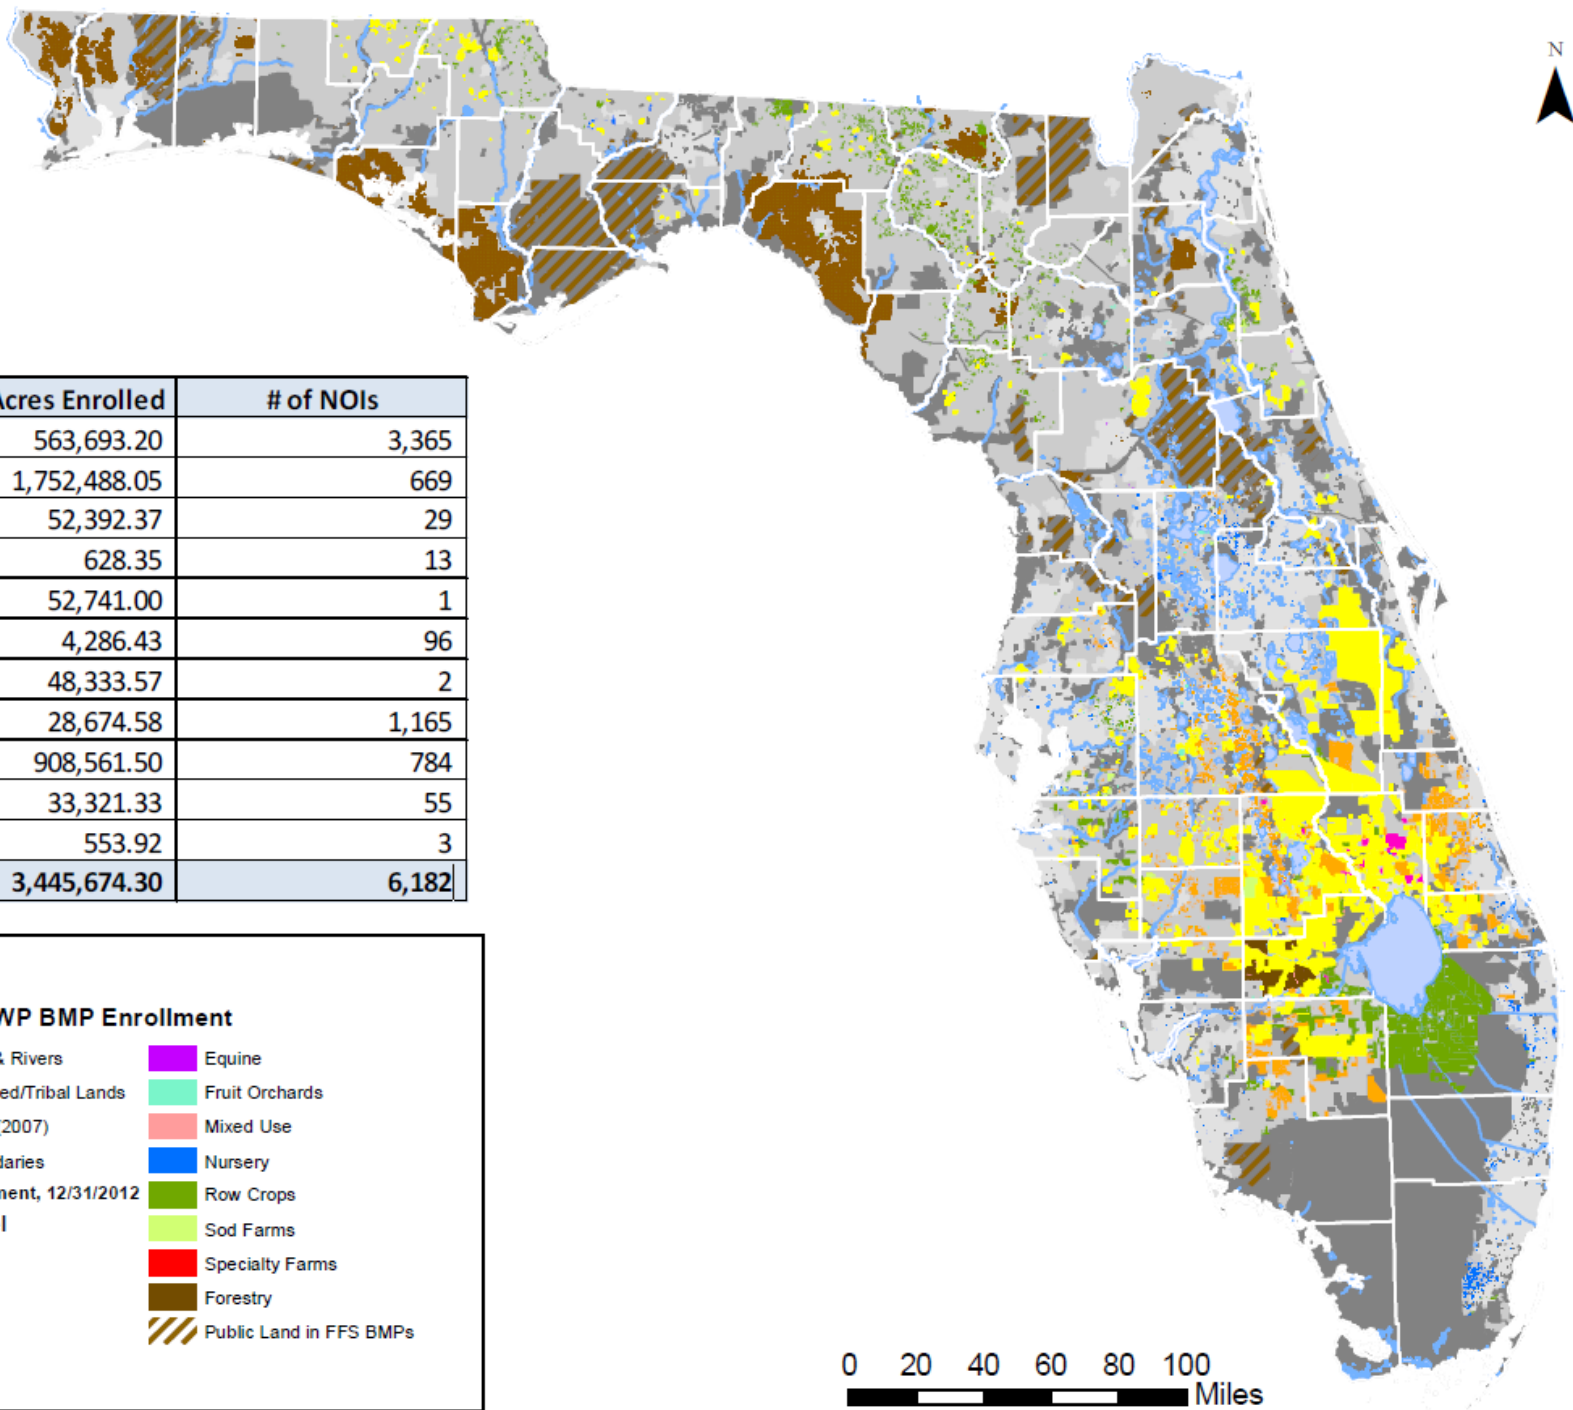 N
Acres Enrolled # of NOIs
563,693.20 3,365
1,752,488.05 669
52,392.37 29
628.35 13
52,741.00 1
4,286.43 96
48,333.57 2
28,674.58 1,165
908,561.50 784
33,321.33 55
553.92 3
3,445,674.30 6,182
WP BMP Enrollment
& Rivers Equine
ed/Tribal Lands Fruit Orchards
(2007) Mixed Use
daries Nursery
ment, 12/31/2012 Row Crops
l Sod Farms
Specialty Farms
Forestry
Public Land in FFS BMPs
0 20 40 60 80 100
Miles